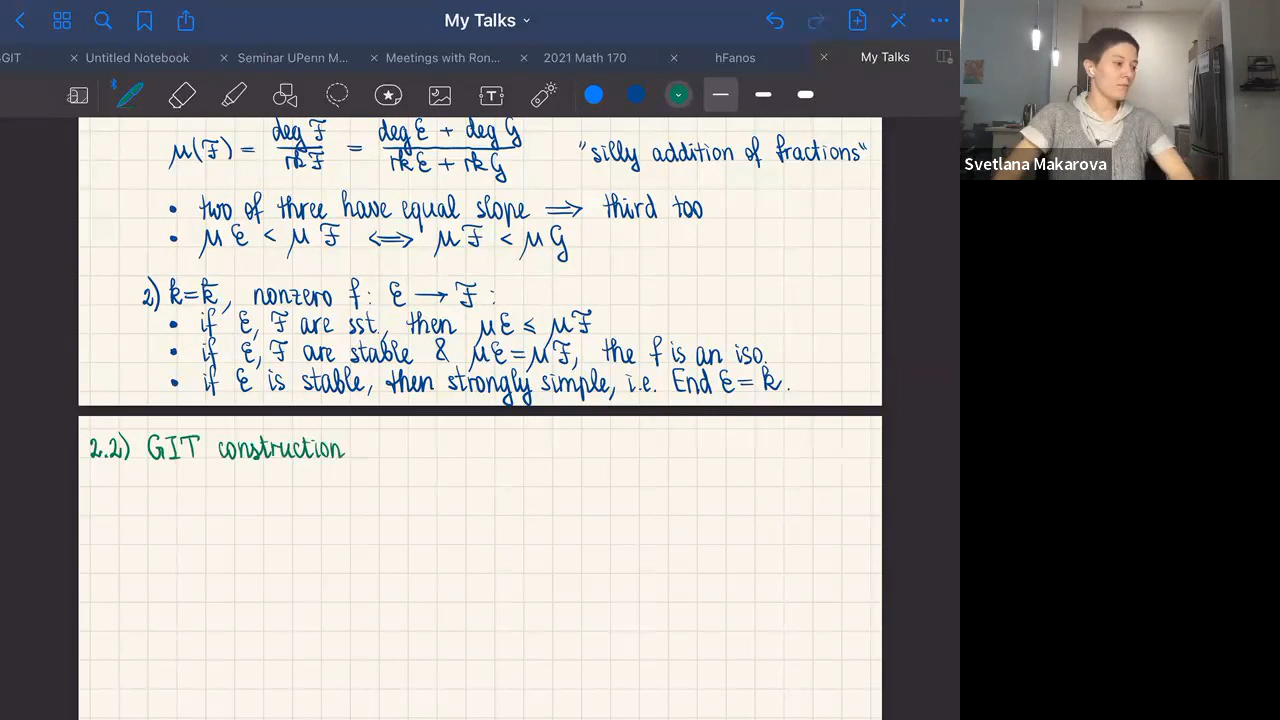 My Talks
GIT
Untitled Notebook
Seminar UPenn M...
Meetings with Ron...
2021 Math 170
hFanos
My Talks
Svetlana Makarova
μ(ℱ) = deg ℱ / rk ℱ = deg ℰ + deg 𝒢 / rk ℰ + rk 𝒢 "silly addition of fractions"
• two of three have equal slope ⟹ third too
• μℰ < μℱ ⟺ μℱ < μ𝒢
2) k=k̄, nonzero f: ℰ → ℱ :
• if ℰ, ℱ are sst., then μℰ ≤ μℱ
• if ℰ, ℱ are stable & μℰ=μℱ, the f is an iso.
• if ℰ is stable, then strongly simple, i.e. End ℰ = k.
2.2) GIT construction